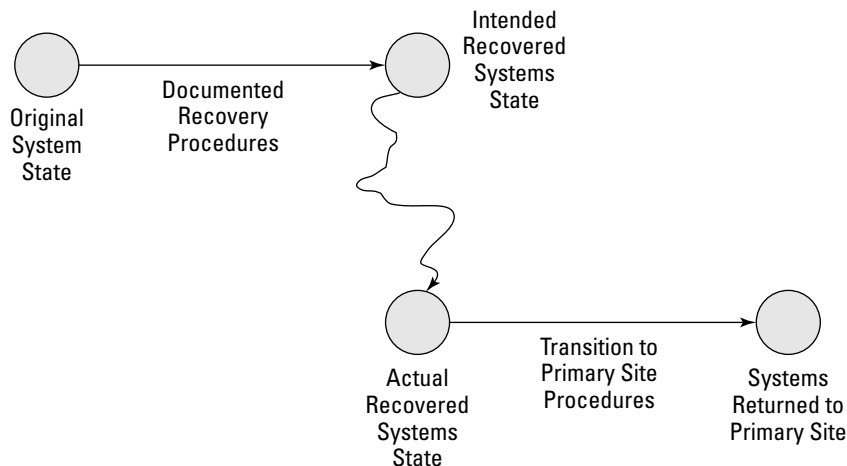 Original
System
State
Documented
Recovery
Procedures
Intended
Recovered
Systems
State
Actual
Recovered
Systems
State
Transition to
Primary Site
Procedures
Systems
Returned to
Primary Site